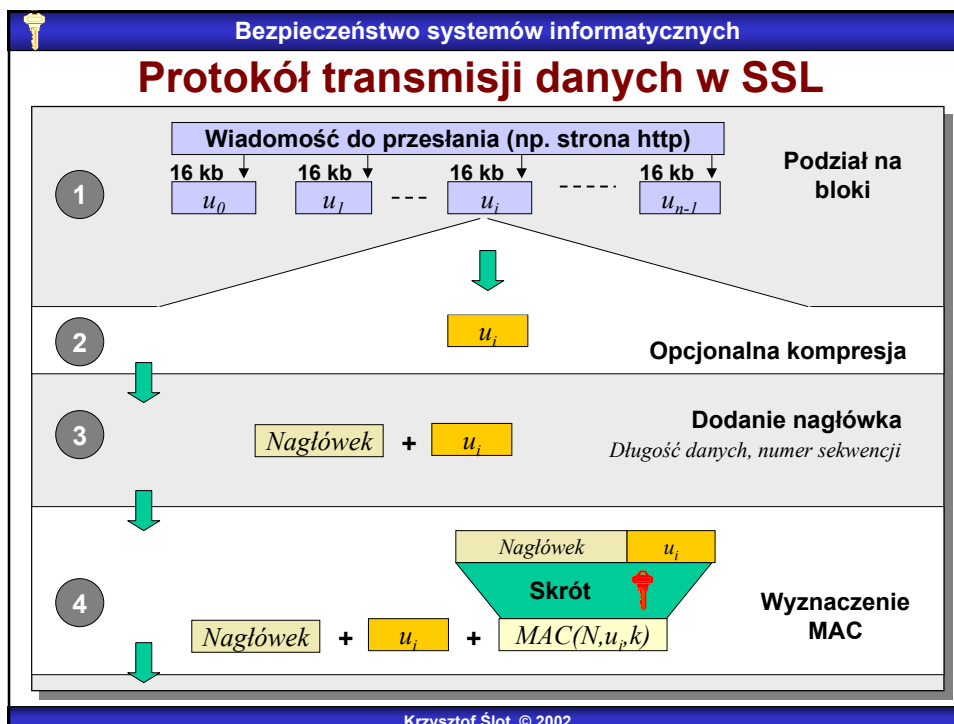 Bezpieczeństwo systemów informatycznych
Protokół transmisji danych w SSL
Wiadomość do przesłania (np. strona http)
16 kb 16 kb 16 kb 16 kb
u0 u1 --- ui ----- un-1
Podział na
bloki
1
2
ui
Opcjonalna kompresja
3
Nagłówek + ui
Dodanie nagłówka
Długość danych, numer sekwencji
4
Nagłówek ui
Skrót
Nagłówek + ui + MAC(N,ui,k)
Wyznaczenie
MAC
Krzysztof Ślot, © 2002